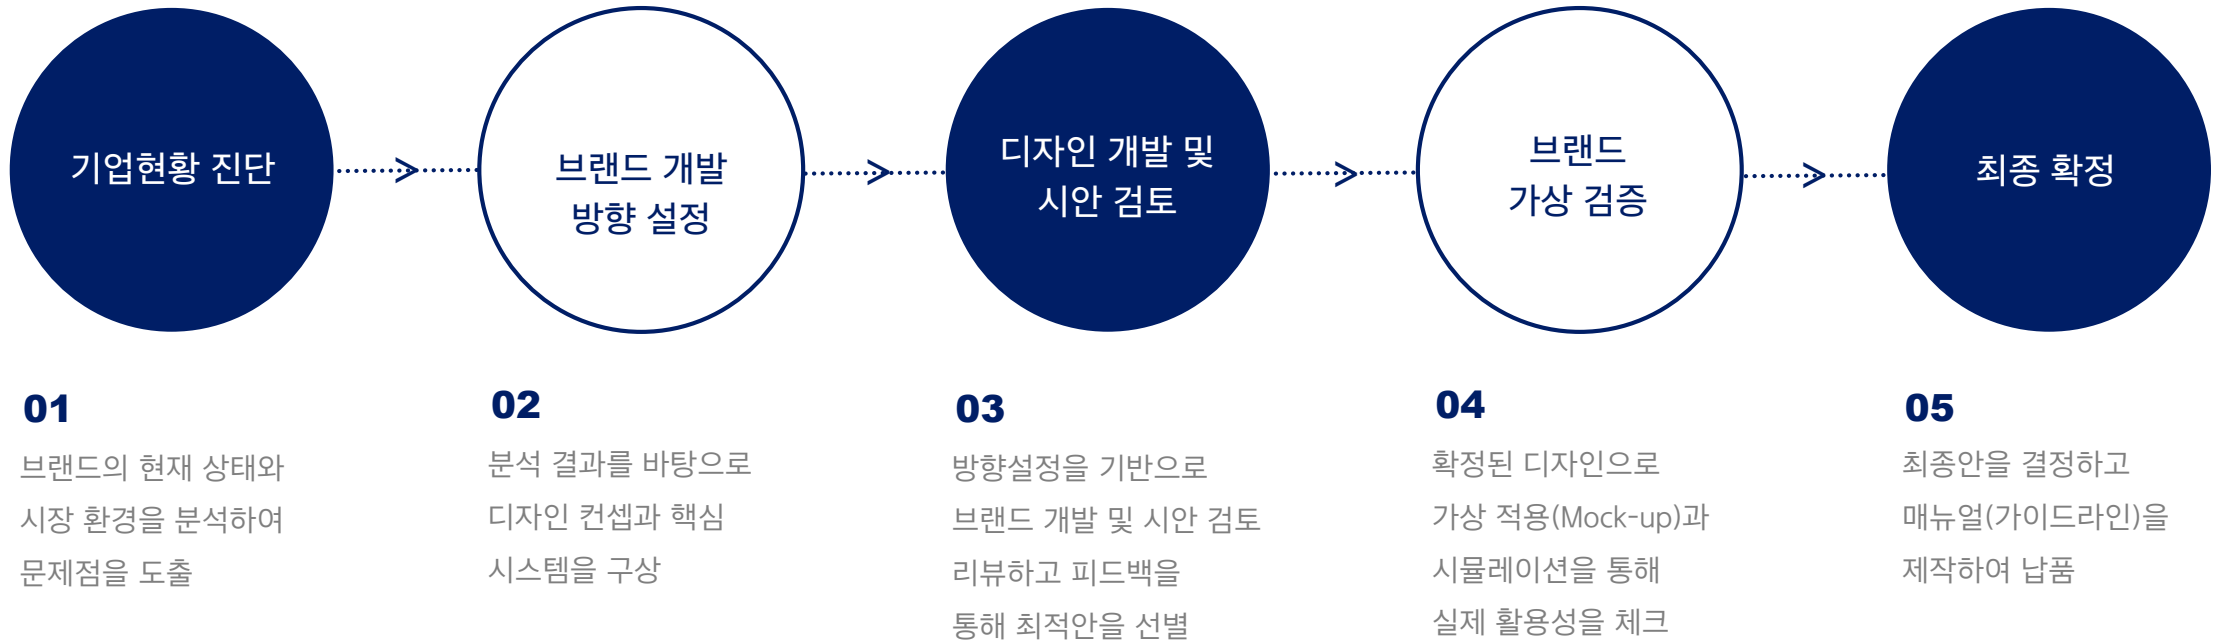 기업현황 진단
브랜드 개발
방향 설정
디자인 개발 및
시안 검토
브랜드
가상 검증
최종 확정
01
브랜드의 현재 상태와
시장 환경을 분석하여
문제점을 도출
02
분석 결과를 바탕으로
디자인 컨셉과 핵심
시스템을 구상
03
방향설정을 기반으로
브랜드 개발 및 시안 검토
리뷰하고 피드백을
통해 최적안을 선별
04
확정된 디자인으로
가상 적용(Mock-up)과
시뮬레이션을 통해
실제 활용성을 체크
05
최종안을 결정하고
매뉴얼(가이드라인)을
제작하여 납품